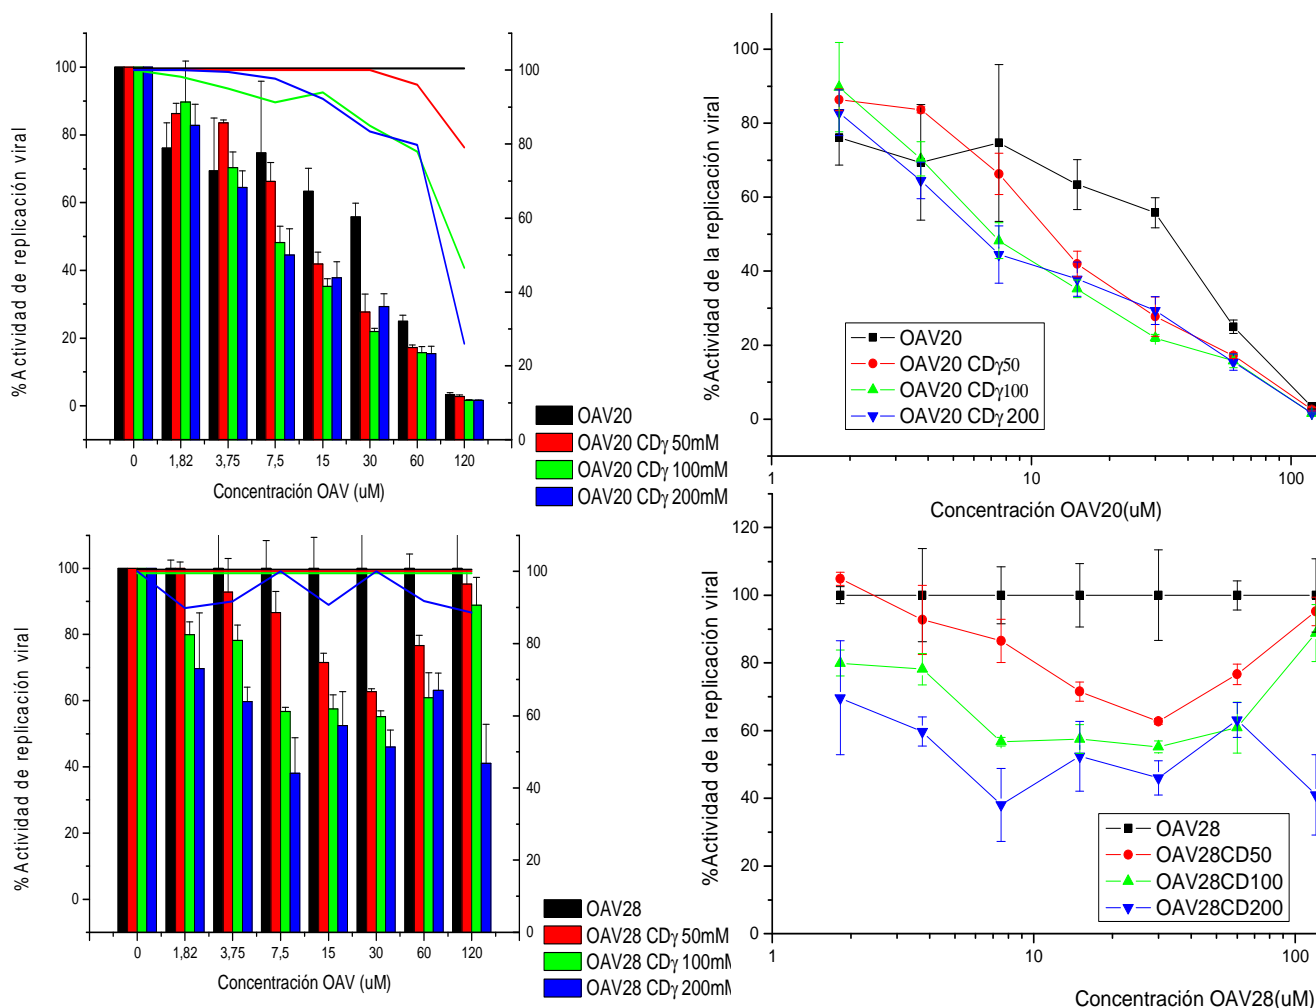 % Actividad de replicación viral
100
80
60
40
20
0
100
80
60
40
20
0
0 1,82 3,75 7,5 15 30 60 120
Concentración OAV (uM)
OAV20
OAV20 CDγ 50mM
OAV20 CDγ 100mM
OAV20 CDγ 200mM
%Actividad de la replicación viral
100
80
60
40
20
0
OAV20
OAV20 CDγ50
OAV20 CDγ100
OAV20 CDγ 200
1 10 100
Concentración OAV20(uM)
% Actividad de replicación viral
100
80
60
40
20
0
100
80
60
40
20
0
0 1,82 3,75 7,5 15 30 60 120
Concentración OAV (uM)
OAV28
OAV28 CDγ 50mM
OAV28 CDγ 100mM
OAV28 CDγ 200mM
%Actividad de la replicación viral
120
100
80
60
40
20
0
OAV28
OAV28CD50
OAV28CD100
OAV28CD200
1 10 100
Concentración OAV28(uM)